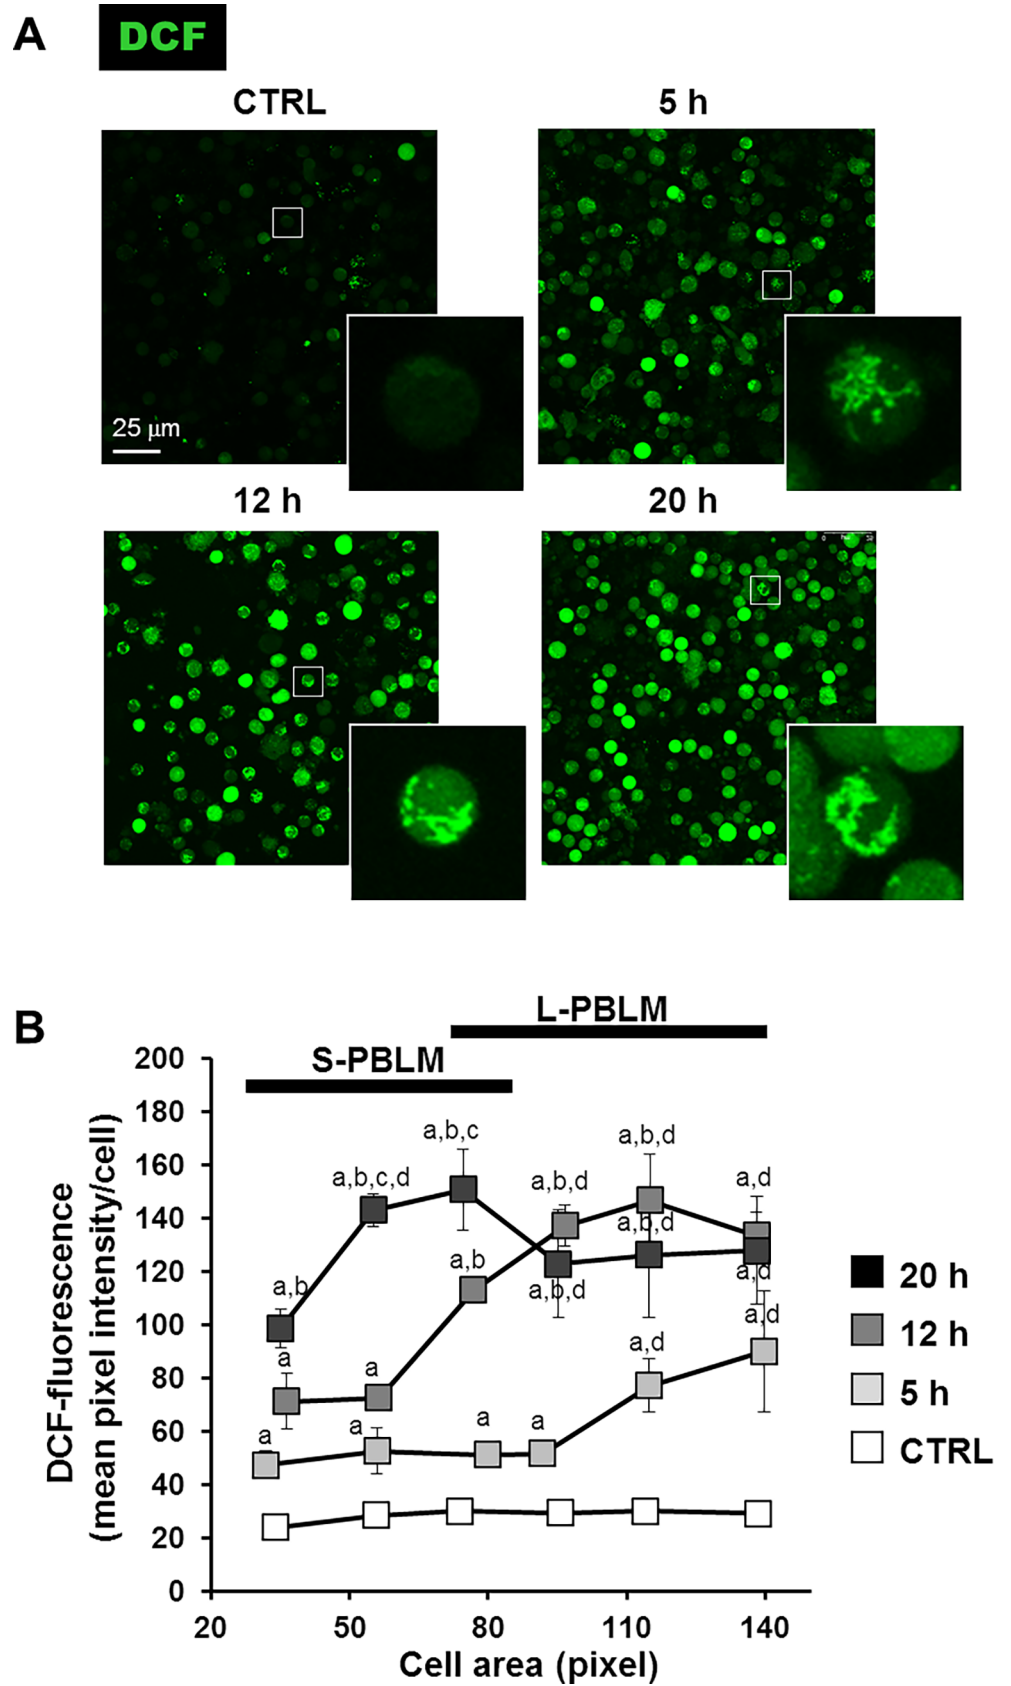 A
DCF
CTRL
5 h
25 μm
12 h
20 h
B
L-PBLM
S-PBLM
DCF-fluorescence
(mean pixel intensity/cell)
200
180
160
140
120
100
80
60
40
20
0
a,b,c
a,b,d
a,b,c,d
a,b,d
a,d
a,b,d
a,b
a,b
a,b,d
a,d
a,d
a
a
a,d
a
a
a
a
20 h
12 h
5 h
CTRL
20
50
80
110
140
Cell area (pixel)